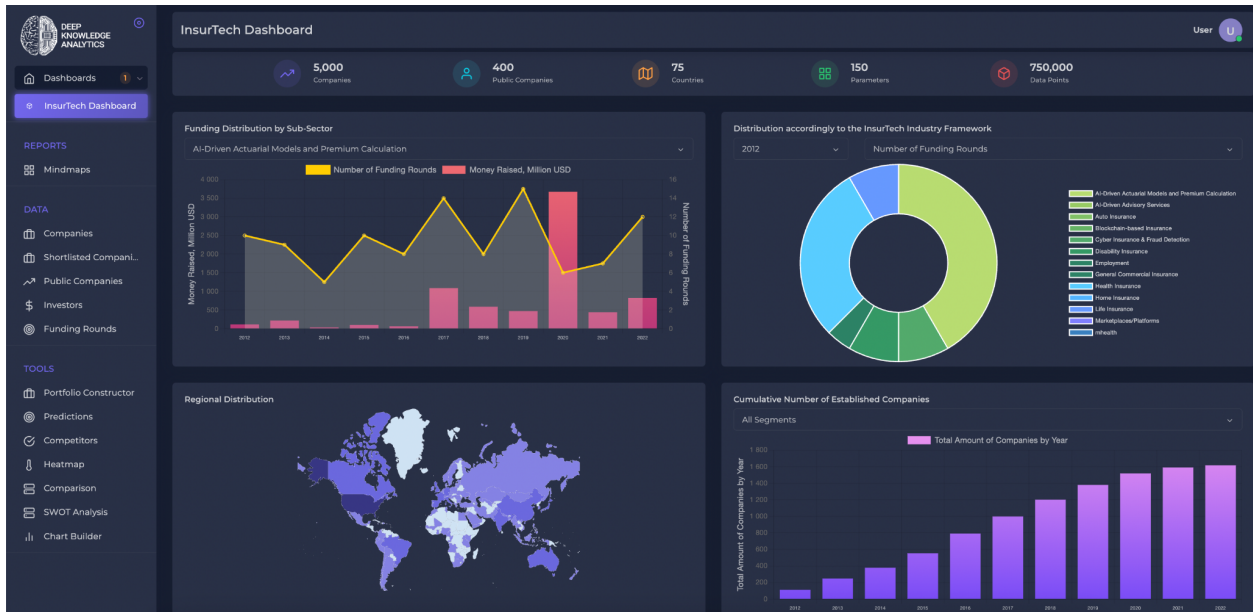 DEEP
KNOWLEDGE
ANALYTICS
Dashboards 1
InsurTech Dashboard
REPORTS
Mindmaps
DATA
Companies
Shortlisted Compani...
Public Companies
Investors
Funding Rounds
TOOLS
Portfolio Constructor
Predictions
Competitors
Heatmap
Comparison
SWOT Analysis
Chart Builder
InsurTech Dashboard
User U
5,000
Companies
400
Public Companies
75
Countries
150
Parameters
750,000
Data Points
Funding Distribution by Sub-Sector
AI-Driven Actuarial Models and Premium Calculation
Number of Funding Rounds Money Raised, Million USD
Money Raised, Million USD
4 000
3 500
3 000
2 500
2 000
1 500
1 000
500
0
16
14
12
10
8
6
4
2
0
Number of Funding Rounds
2012 2013 2014 2015 2016 2017 2018 2019 2020 2021 2022
Distribution accordingly to the InsurTech Industry Framework
2012 Number of Funding Rounds
AI-Driven Actuarial Models and Premium Calculation
AI-Driven Advisory Services
Auto Insurance
Blockchain-based Insurance
Cyber Insurance & Fraud Detection
Disability Insurance
Employment
General Commercial Insurance
Health Insurance
Home Insurance
Life Insurance
Marketplaces/Platforms
mhealth
Regional Distribution
Cumulative Number of Established Companies
All Segments
Total Amount of Companies by Year
Total Amount of Companies by Year
1 800
1 600
1 400
1 200
1 000
800
600
400
200
0
2012 2013 2014 2015 2016 2017 2018 2019 2020 2021 2022